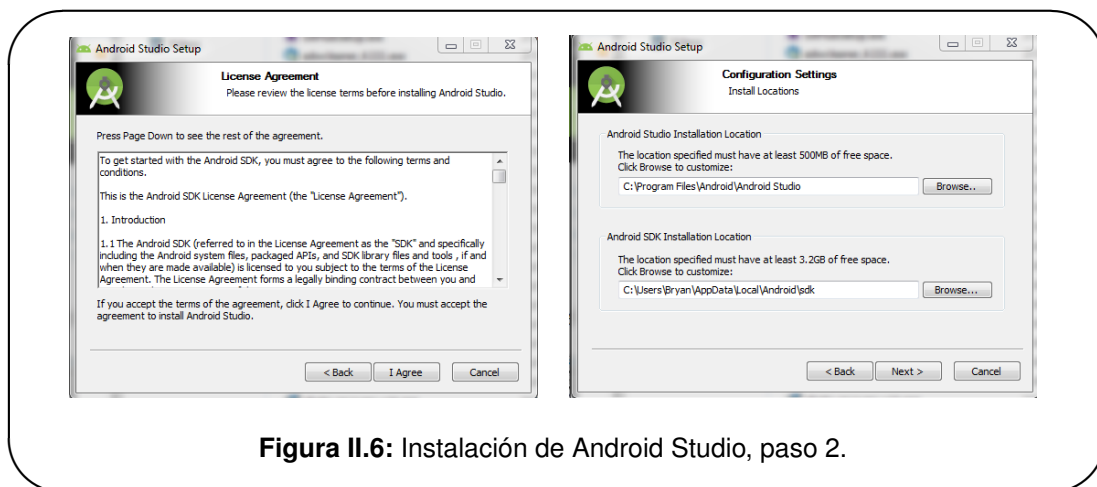 Android Studio Setup
License Agreement
Please review the license terms before installing Android Studio.
Press Page Down to see the rest of the agreement.
To get started with the Android SDK, you must agree to the following terms and
conditions.
This is the Android SDK License Agreement (the "License Agreement").
1. Introduction
1.1 The Android SDK (referred to in the License Agreement as the "SDK" and specifically
including the Android system files, packaged APIs, and SDK library files and tools , if and
when they are made available) is licensed to you subject to the terms of the License
Agreement. The License Agreement forms a legally binding contract between you and
If you accept the terms of the agreement, click I Agree to continue. You must accept the
agreement to install Android Studio.
< Back
I Agree
Cancel
Android Studio Setup
Configuration Settings
Install Locations
Android Studio Installation Location
The location specified must have at least 500MB of free space.
Click Browse to customize:
C:\Program Files\Android\Android Studio
Browse..
Android SDK Installation Location
The location specified must have at least 3.2GB of free space.
Click Browse to customize:
C:\Users\Bryan\AppData\Local\Android\sdk
Browse...
< Back
Next >
Cancel
Figura II.6: Instalación de Android Studio, paso 2.